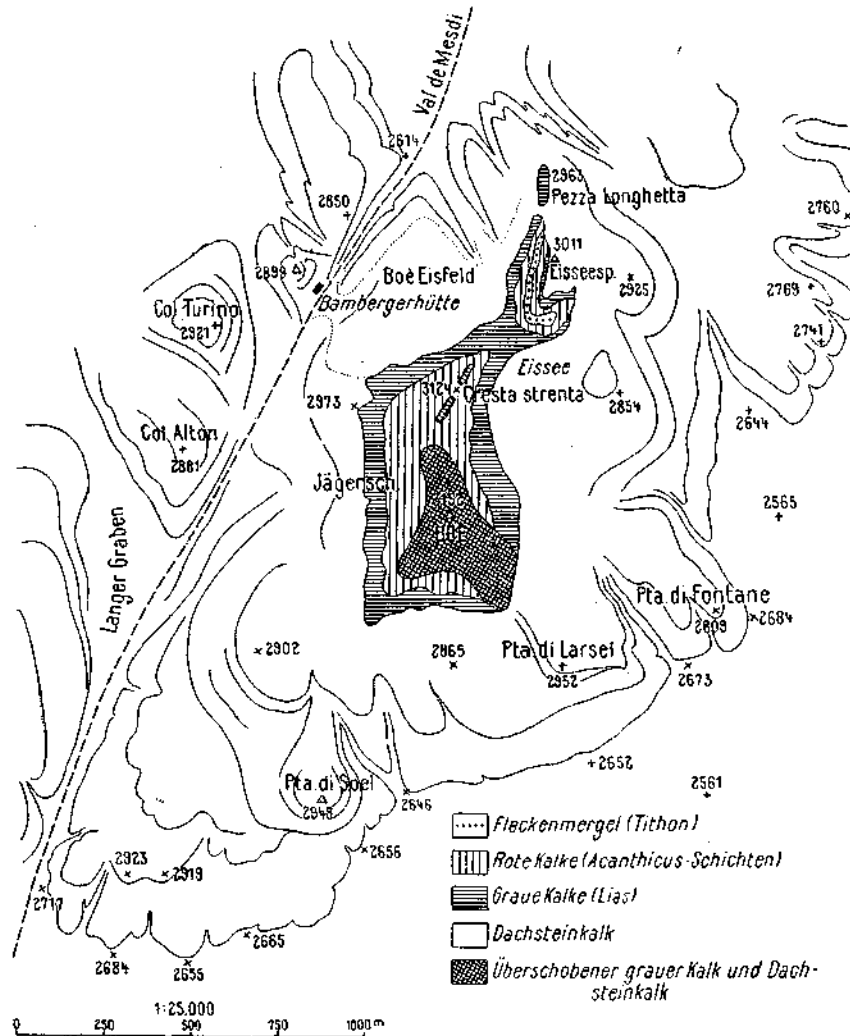 Val de Mesdi
2614
2850
2963
Pezza Longhetta
2760
3011
2899
Boè Eisfeld
Eisseesp.
2925
2769
Bambergerhütte
Col Turino
2921
2741
Eissee
3124
Cresta strenta
2973
2854
2644
Col Alton
2881
Jägersch.
2565
BOÈ
Langer Graben
Pta. di Fontane
2809
2684
2902
2865
Pta. di Larsei
2952
2673
2652
Pta. di Soel
2948
2646
2561
2656
2923
2919
2717
2665
2684
2655
Fleckenmergel (Tithon)
Rote Kalke (Acanthicus-Schichten)
Graue Kalke (Lias)
Dachsteinkalk
Überschobener grauer Kalk und Dach-
steinkalk
1:25.000
0 250 500 1000 m